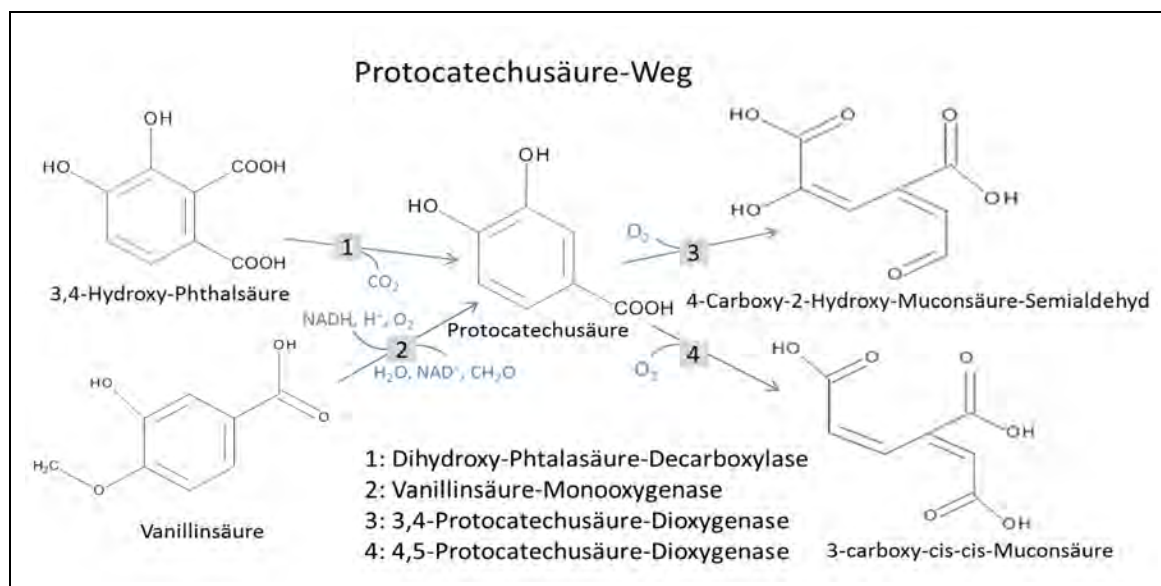 Protocatechusäure-Weg
OH
HO
COOH
COOH
3,4-Hydroxy-Phthalsäure
1
CO₂
OH
HO
COOH
Protocatechusäure
O₂
3
HO
O
O
OH
HO
O
4-Carboxy-2-Hydroxy-Muconsäure-Semialdehyd
NADH, H⁺, O₂
2
H₂O, NAD⁺, CH₂O
O₂
4
OH
HO
O
H₂C
O
Vanillinsäure
HO
O
O
OH
O
OH
3-carboxy-cis-cis-Muconsäure
1: Dihydroxy-Phtalasäure-Decarboxylase
2: Vanillinsäure-Monooxygenase
3: 3,4-Protocatechusäure-Dioxygenase
4: 4,5-Protocatechusäure-Dioxygenase